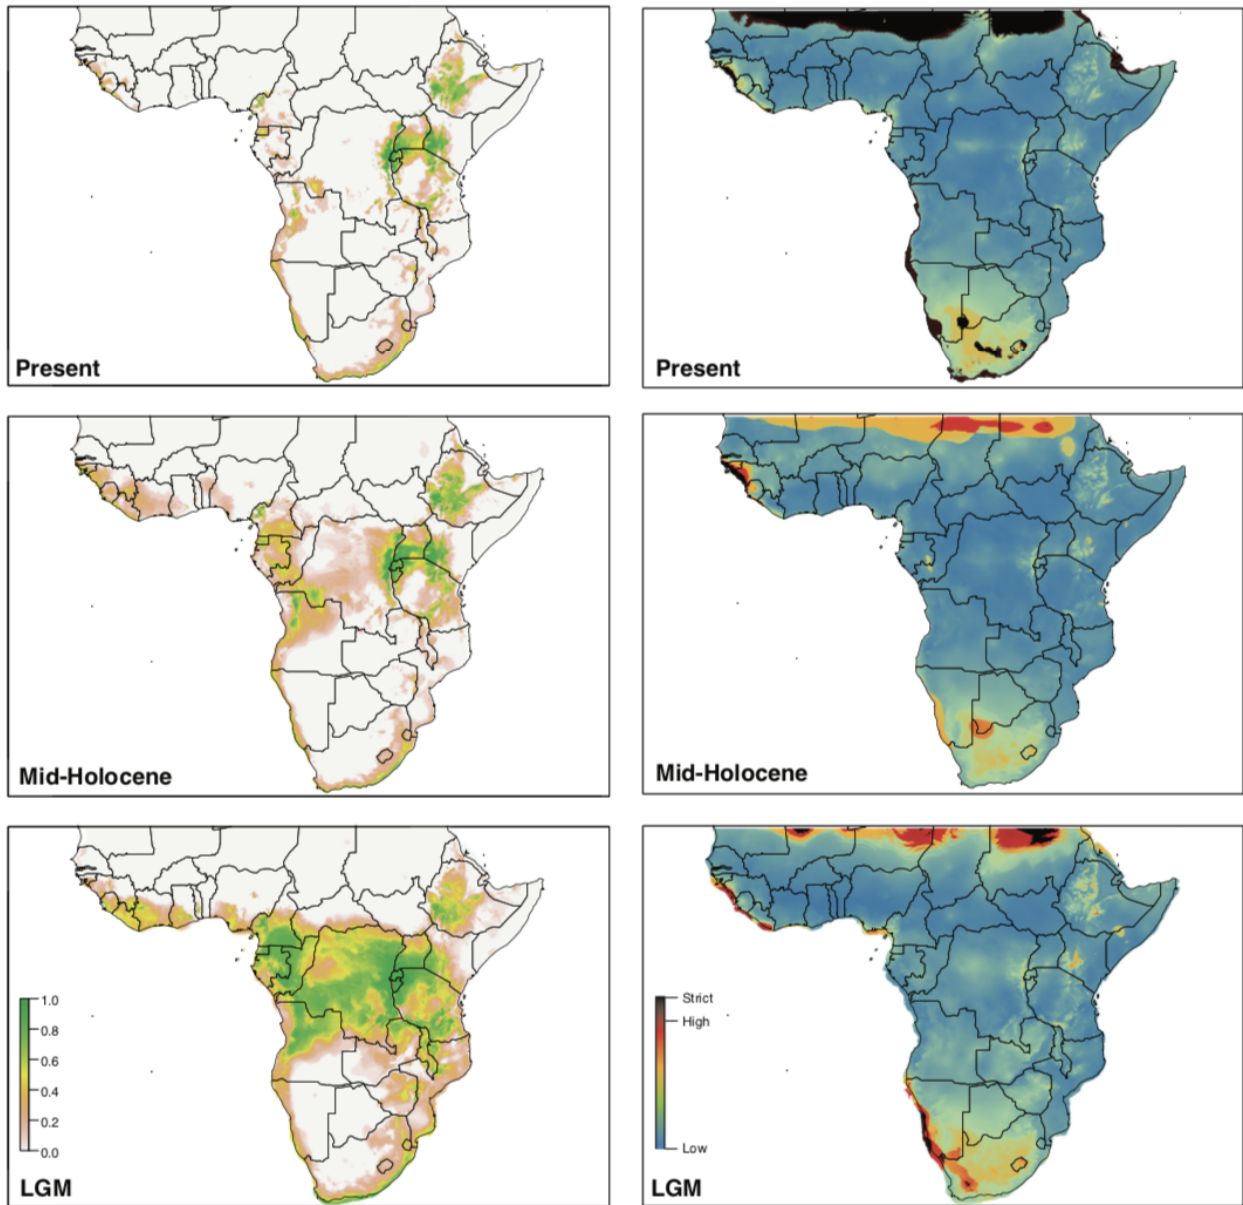 Present
Present
Mid-Holocene
Mid-Holocene
1.0
0.8
0.6
0.4
0.2
0.0
LGM
Strict
High
Low
LGM